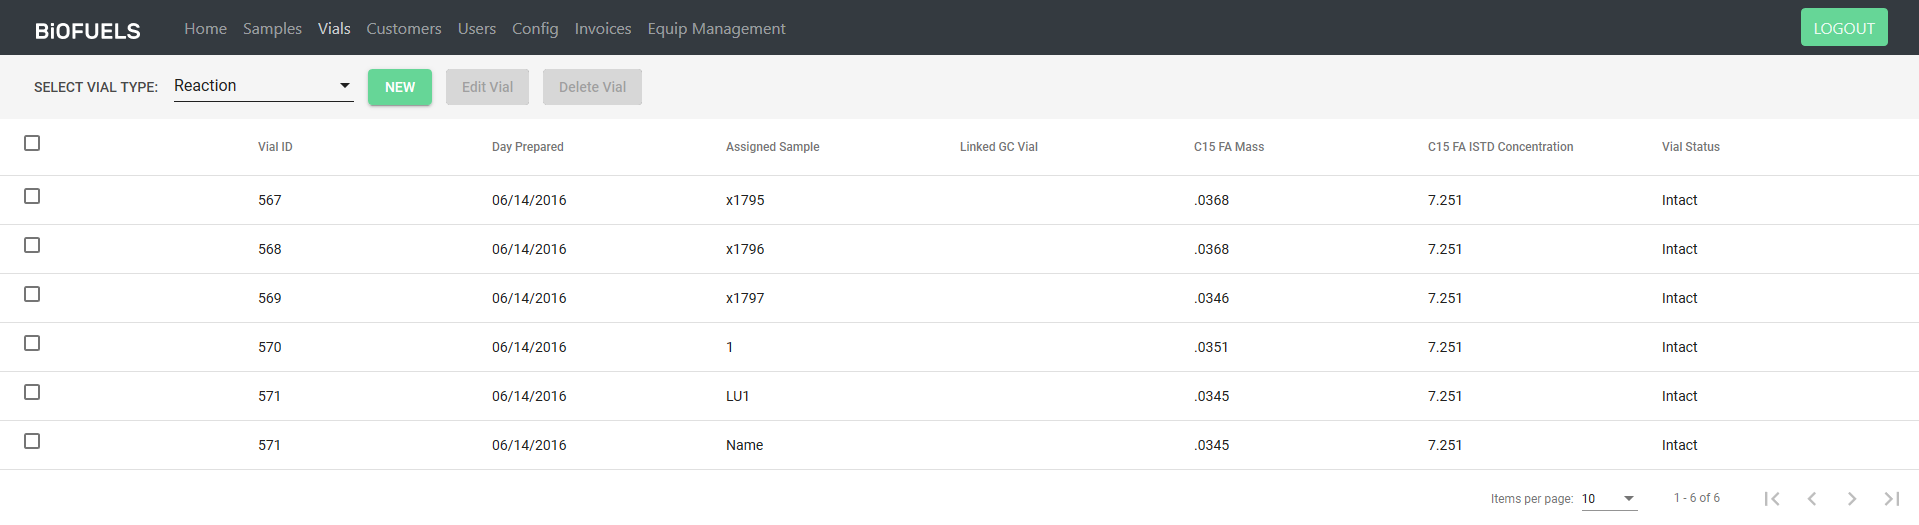 BiOFUELS Home Samples Vials Customers Users Config Invoices Equip Management LOGOUT
SELECT VIAL TYPE: Reaction NEW Edit Vial Delete Vial
Vial ID Day Prepared Assigned Sample Linked GC Vial C15 FA Mass C15 FA ISTD Concentration Vial Status
567 06/14/2016 x1795 .0368 7.251 Intact
568 06/14/2016 x1796 .0368 7.251 Intact
569 06/14/2016 x1797 .0346 7.251 Intact
570 06/14/2016 1 .0351 7.251 Intact
571 06/14/2016 LU1 .0345 7.251 Intact
571 06/14/2016 Name .0345 7.251 Intact
Items per page: 10 1 - 6 of 6